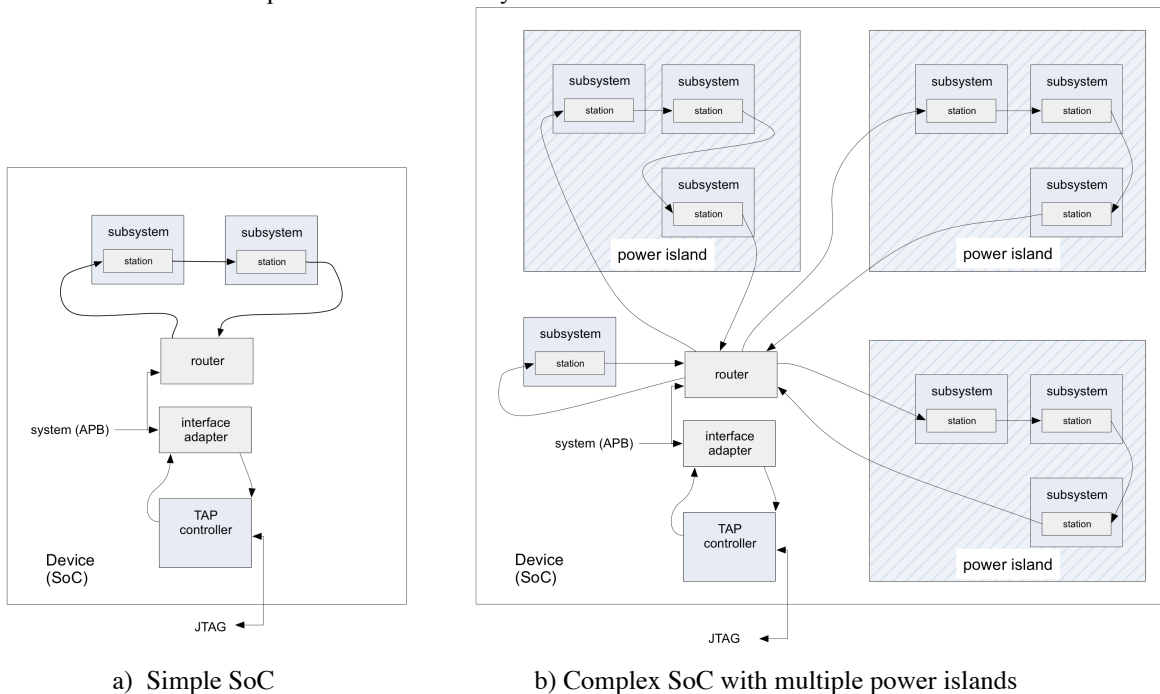 subsystem
station
subsystem
station
router
system (APB)
interface
adapter
TAP
controller
Device
(SoC)
JTAG
a) Simple SoC
subsystem
station
subsystem
station
subsystem
station
power island
subsystem
station
subsystem
station
subsystem
station
power island
subsystem
station
router
subsystem
station
subsystem
station
subsystem
station
power island
system (APB)
interface
adapter
TAP
controller
Device
(SoC)
JTAG
b) Complex SoC with multiple power islands